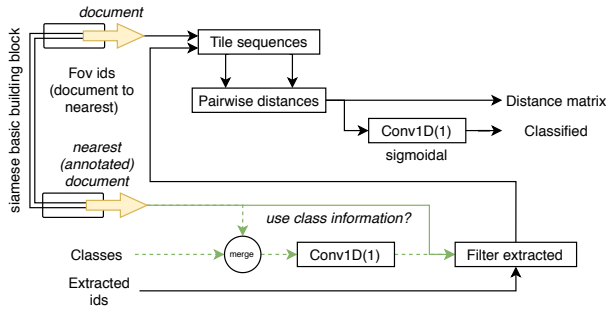 document
siamese basic building block
Tile sequences
Fov ids
(document to
nearest)
Pairwise distances
Distance matrix
Conv1D(1)
Classified
sigmoidal
nearest
(annotated)
document
use class information?
Classes
merge
Conv1D(1)
Filter extracted
Extracted
ids